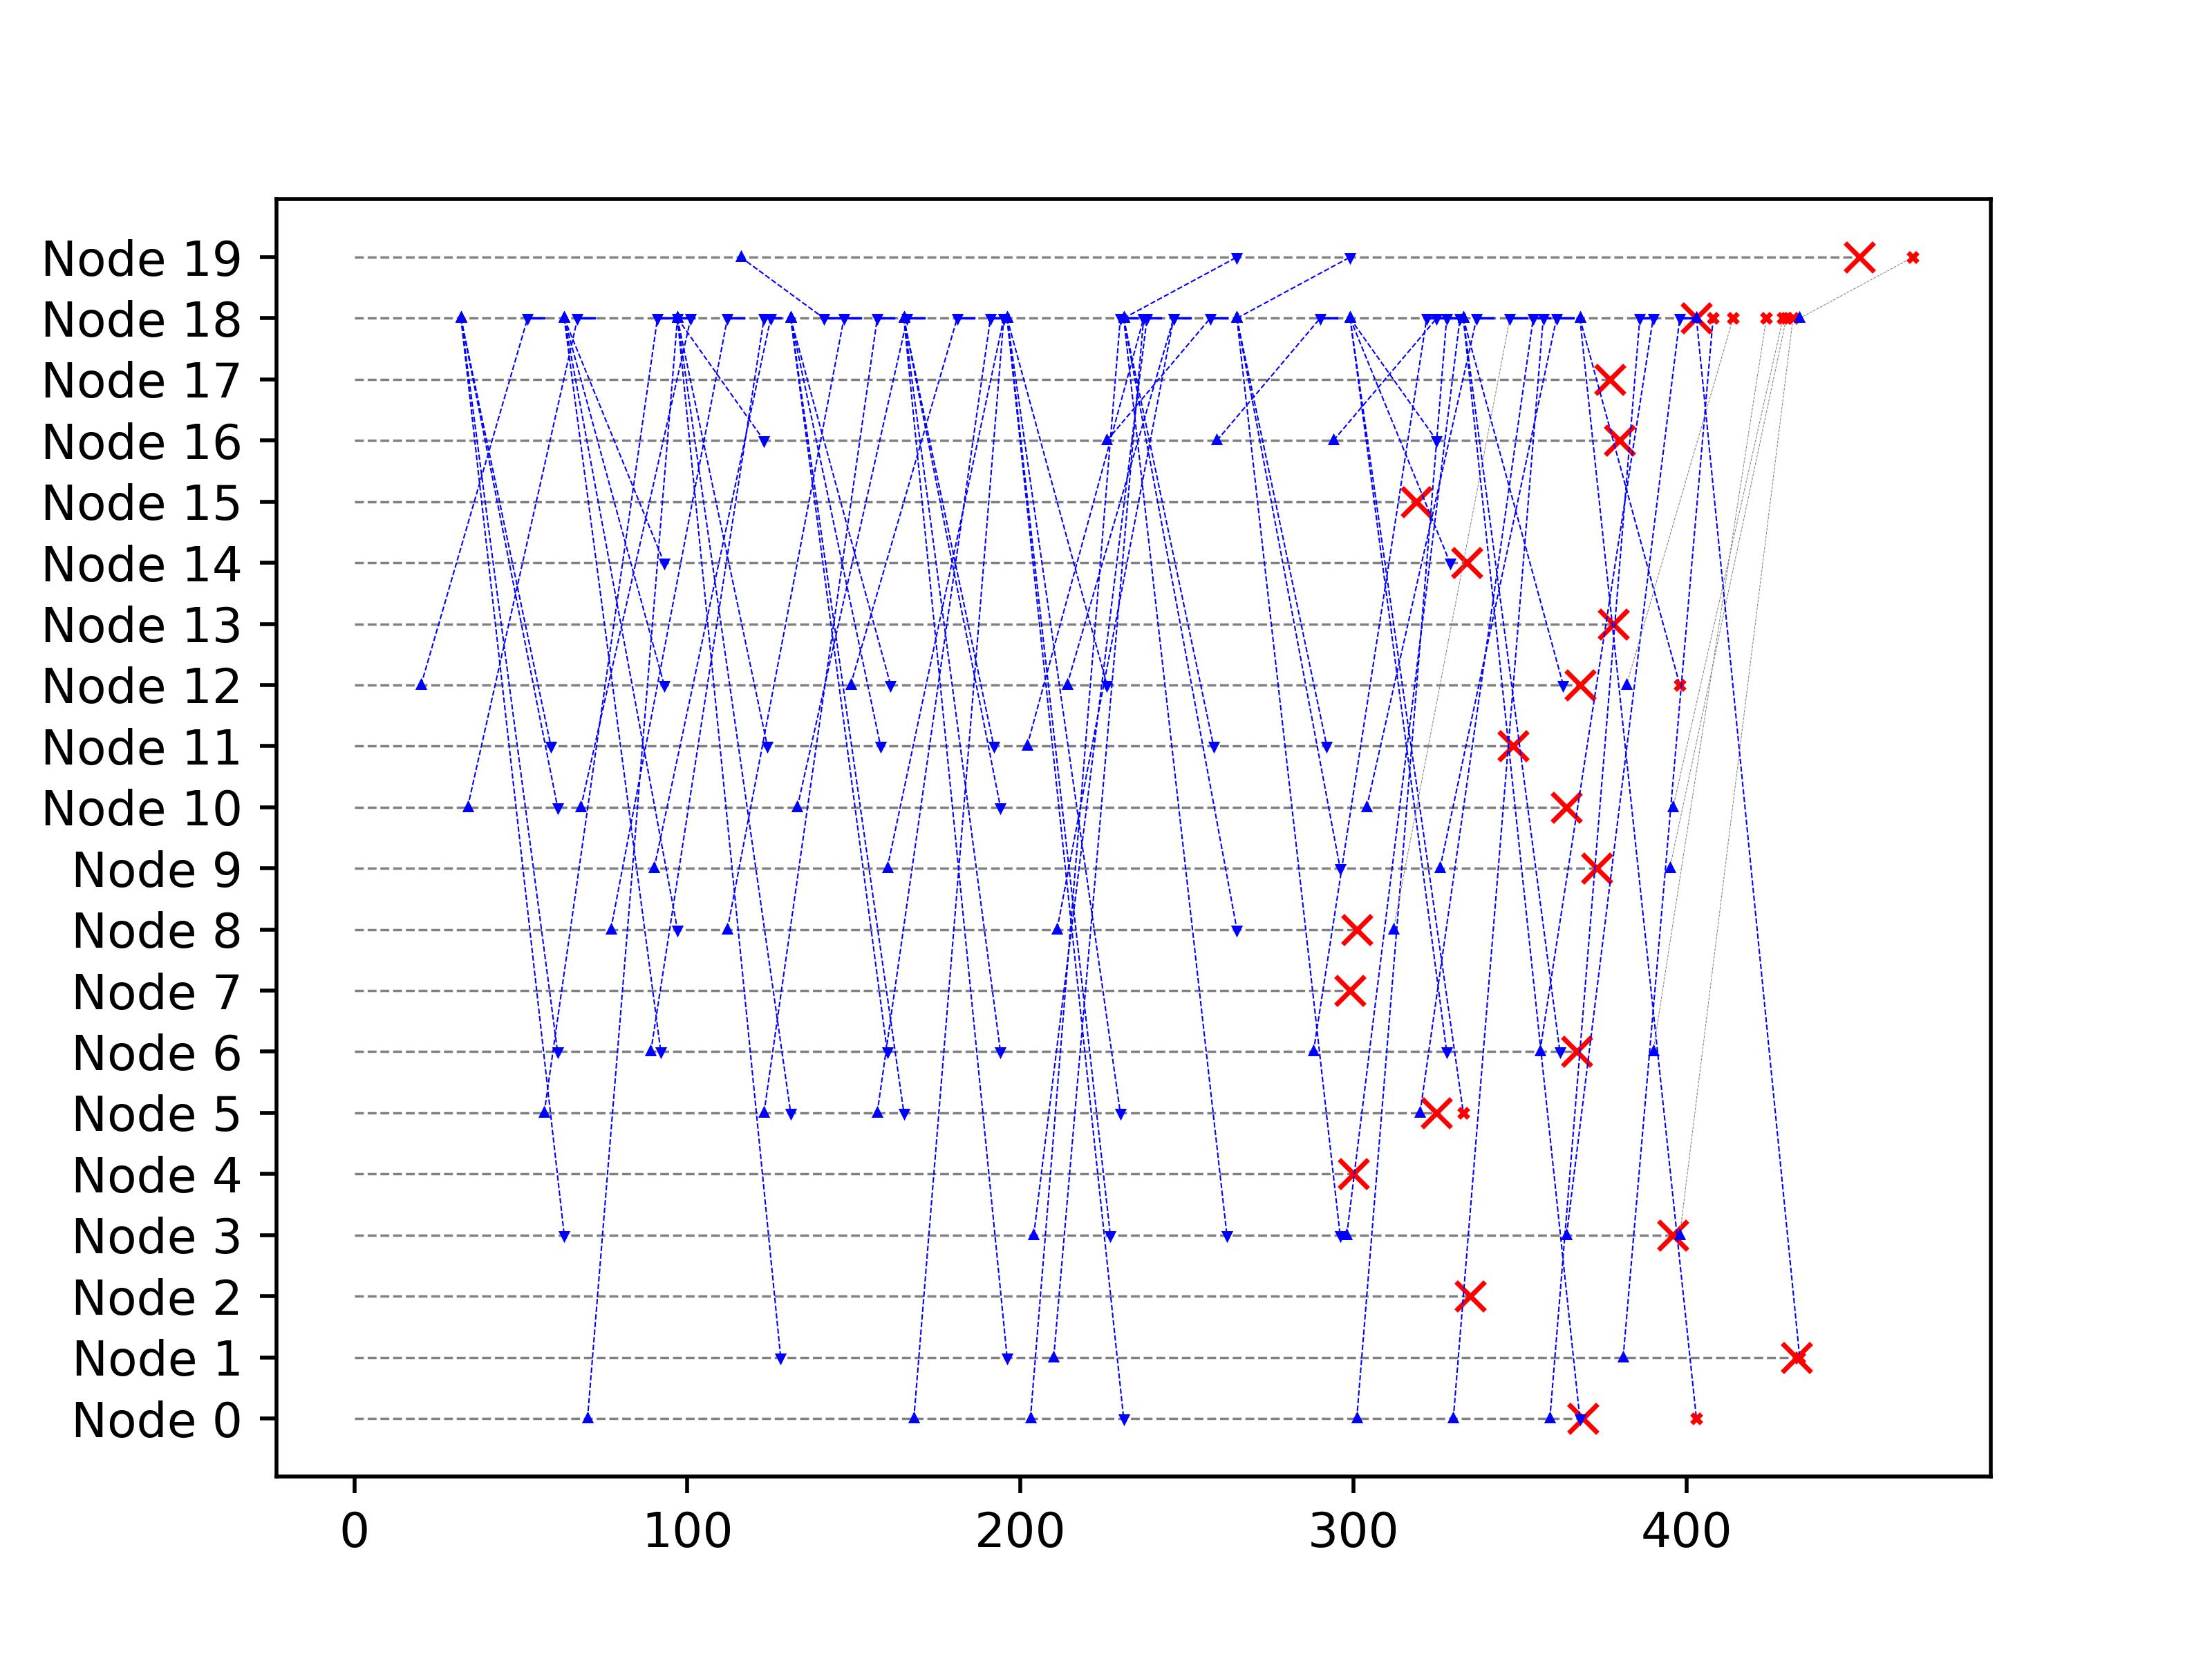 Node 19
Node 18
Node 17
Node 16
Node 15
Node 14
Node 13
Node 12
Node 11
Node 10
Node 9
Node 8
Node 7
Node 6
Node 5
Node 4
Node 3
Node 2
Node 1
Node 0
0 100 200 300 400